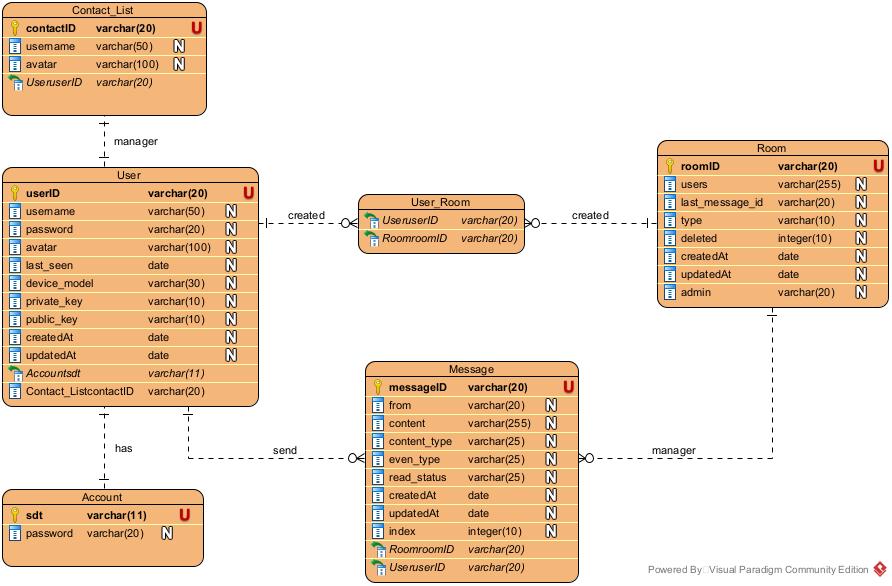 Contact_List
contactID varchar(20) U
username varchar(50) N
avatar varchar(100) N
UseruserID varchar(20)
manager
User
userID varchar(20) U
username varchar(50) N
password varchar(20) N
avatar varchar(100) N
last_seen date N
device_model varchar(30) N
private_key varchar(10) N
public_key varchar(10) N
createdAt date N
updatedAt date N
Accountsdt varchar(11)
Contact_ListcontactID varchar(20)
created
User_Room
UseruserID varchar(20)
RoomroomID varchar(20)
created
Room
roomID varchar(20) U
users varchar(255) N
last_message_id varchar(20) N
type varchar(10) N
deleted integer(10) N
createdAt date N
updatedAt date N
admin varchar(20) N
has
send
Message
messageID varchar(20) U
from varchar(20) N
content varchar(255) N
content_type varchar(25) N
even_type varchar(25) N
read_status varchar(25) N
createdAt date N
updatedAt date N
index integer(10) N
RoomroomID varchar(20)
UseruserID varchar(20)
manager
Account
sdt varchar(11) U
password varchar(20) N
Powered By: Visual Paradigm Community Edition